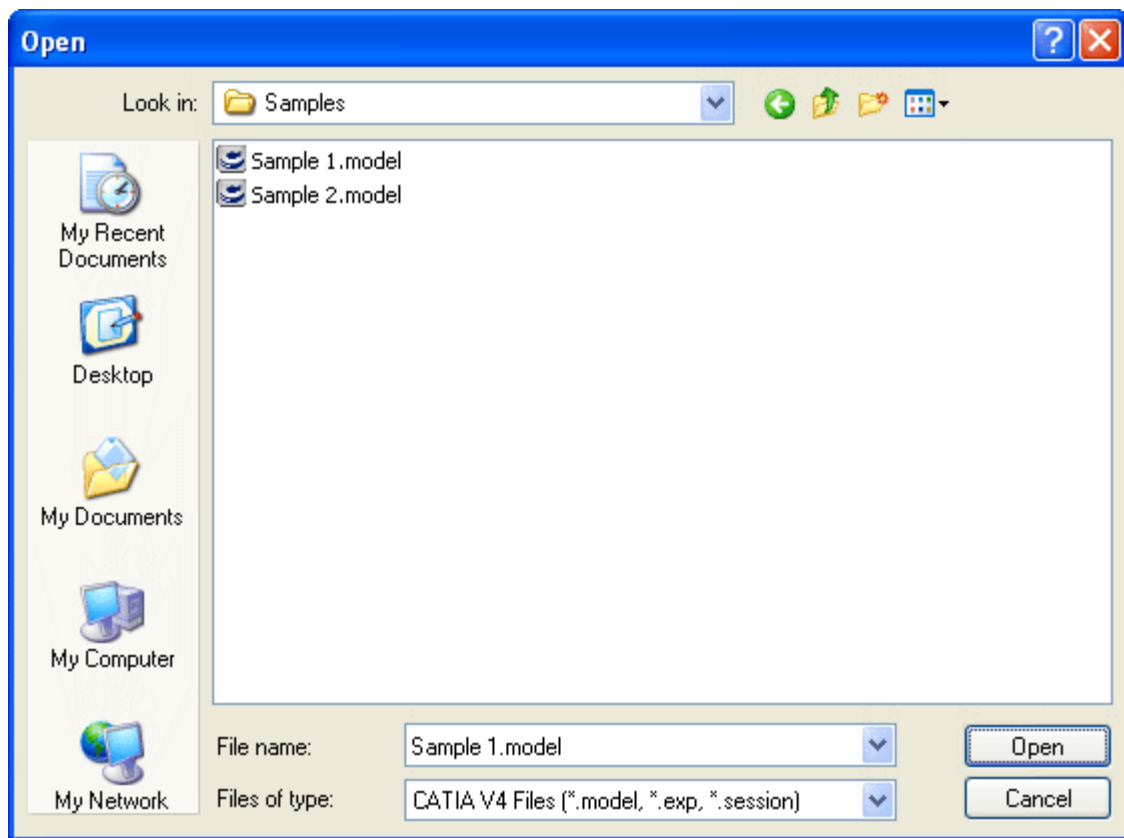 Open
Look in: Samples
Sample 1.model
Sample 2.model
My Recent
Documents
Desktop
My Documents
My Computer
My Network
File name: Sample 1.model Open
Files of type: CATIA V4 Files (*.model, *.exp, *.session) Cancel